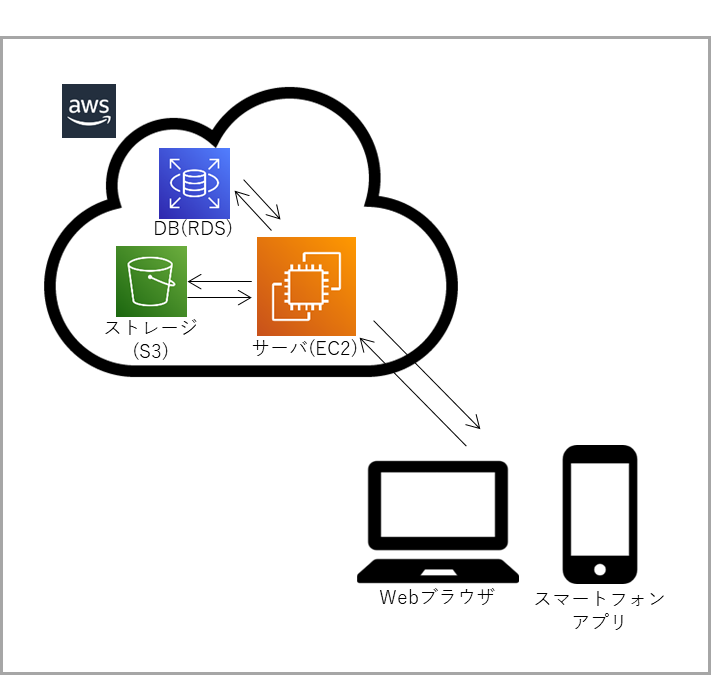 aws
DB(RDS)
ストレージ
(S3)
サーバ(EC2)
Webブラウザ
スマートフォン
アプリ